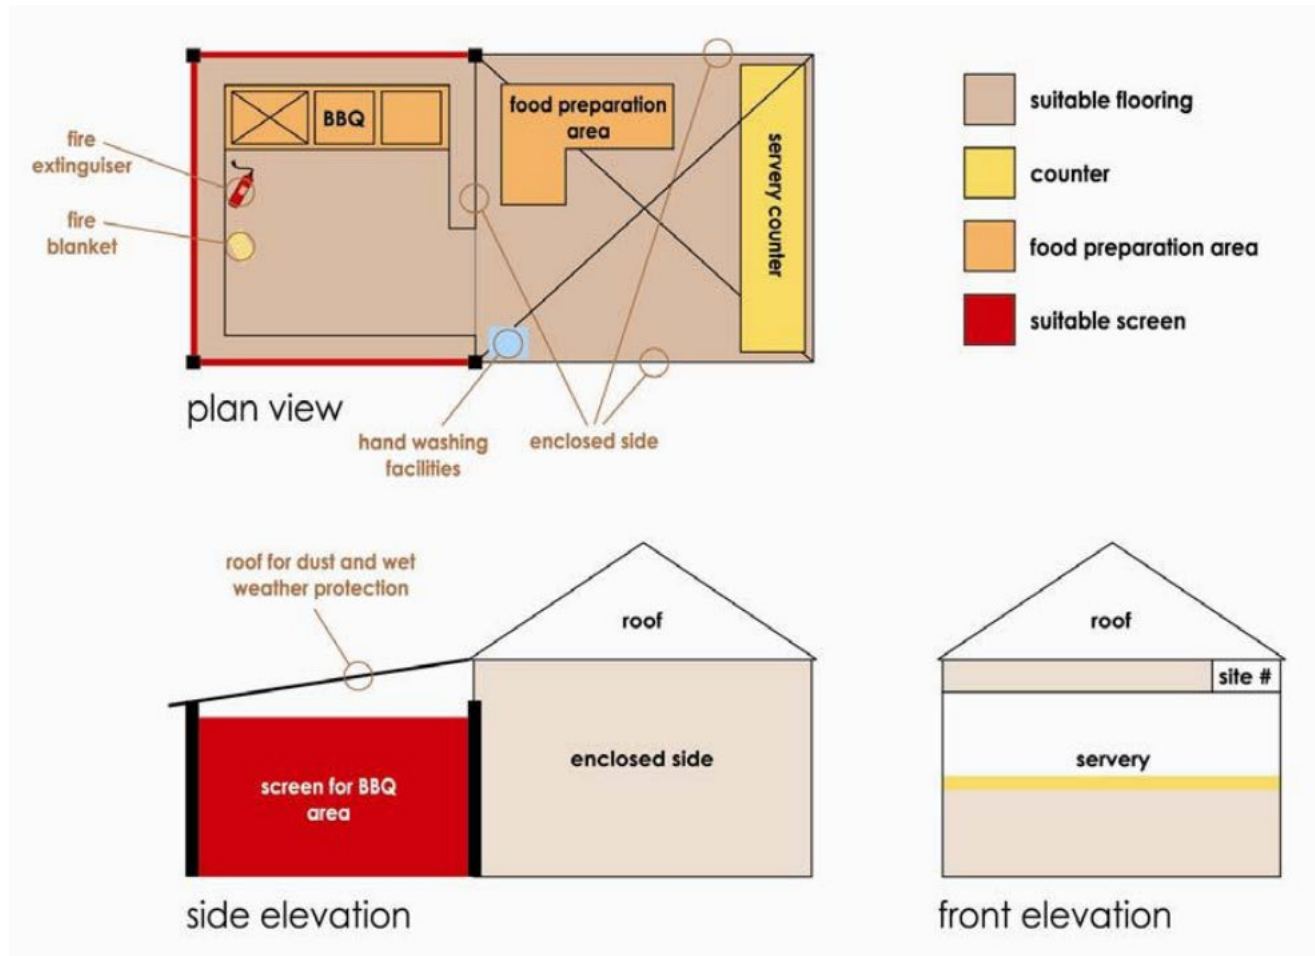 fire
extinguiser
fire
blanket
BBQ
food preparation
area
servery counter
suitable flooring
counter
food preparation area
suitable screen
plan view
hand washing
facilities
enclosed side
roof for dust and wet
weather protection
roof
screen for BBQ
area
enclosed side
side elevation
roof
site #
servery
front elevation